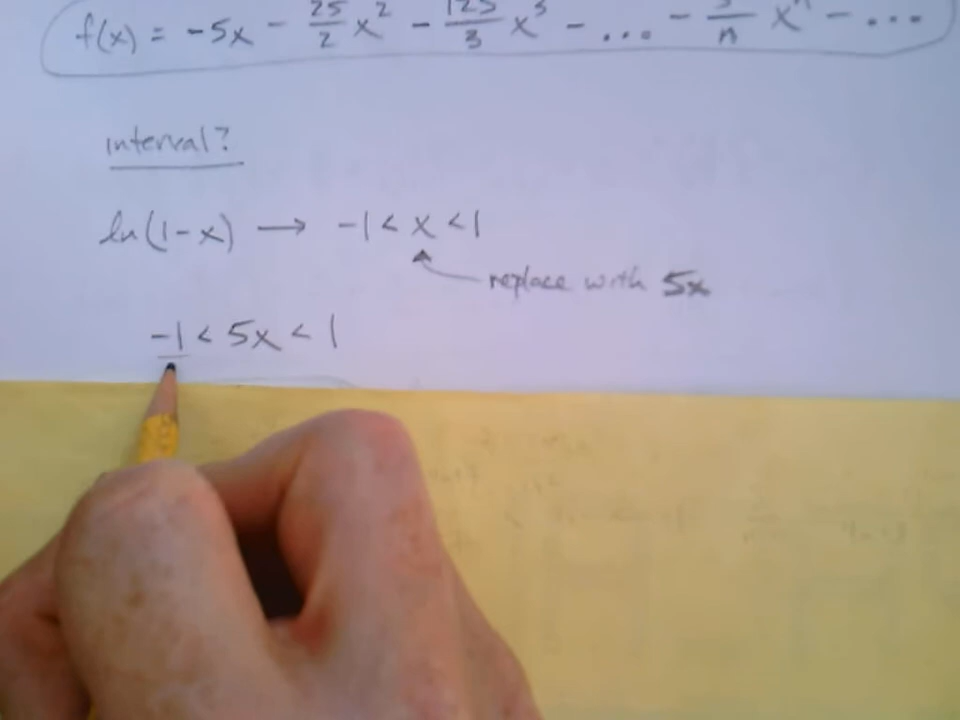 f(x) = -5x - 25/2 x² - 125/3 x³ - ... - 5ⁿ/n xⁿ - ...
interval?
ln(1-x) → -1 < x < 1
replace with 5x
-1 < 5x < 1